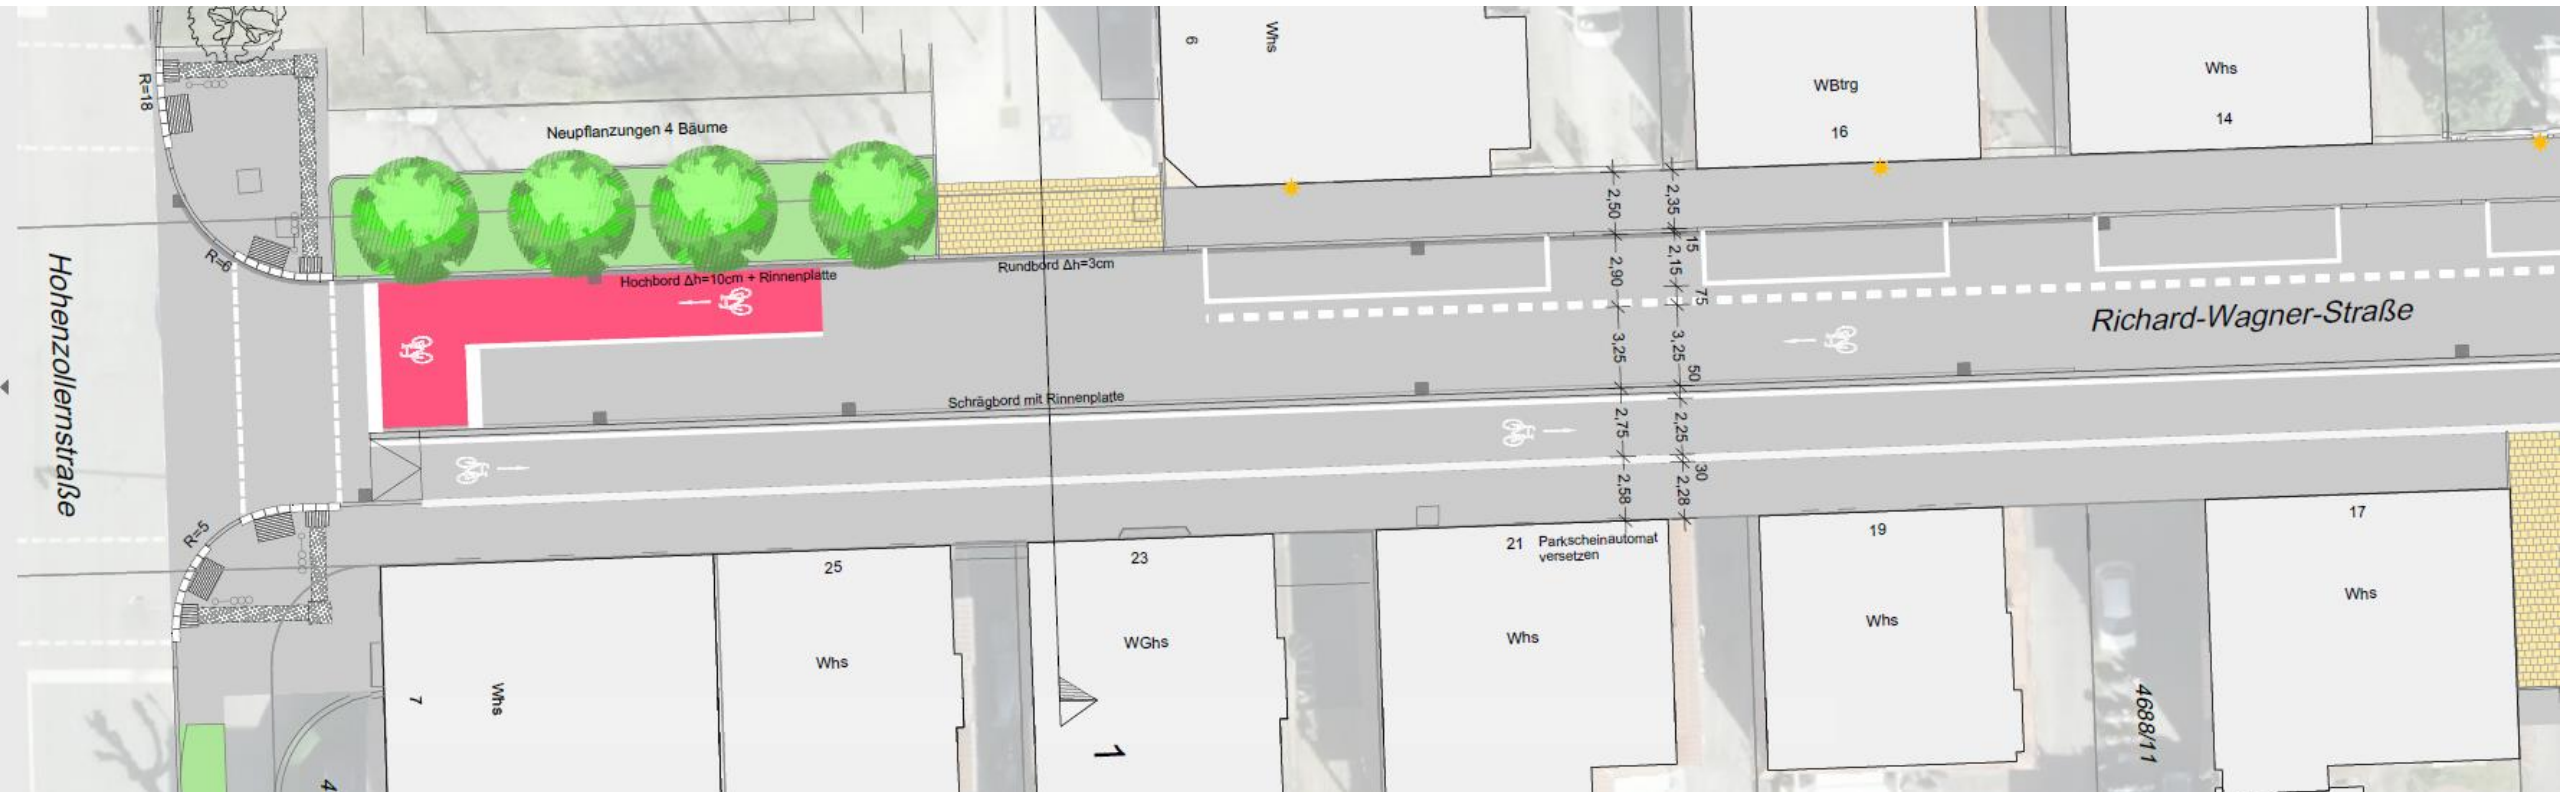 R=18
6
Whs
WBtrg
16
Whs
14
Neupflanzungen 4 Bäume
R=6
Hochbord Δh=10cm + Rinnenplatte
Rundbord Δh=3cm
2,50
2,90
3,25
2,75
2,58
2,35
15
2,15
75
3,25
50
2,25
30
2,28
Richard-Wagner-Straße
Hohenzollernstraße
Schrägbord mit Rinnenplatte
R=5
25
Whs
23
WGhs
21
Parkscheinautomat
versetzen
Whs
19
Whs
17
Whs
7
Whs
1
4688/11
4